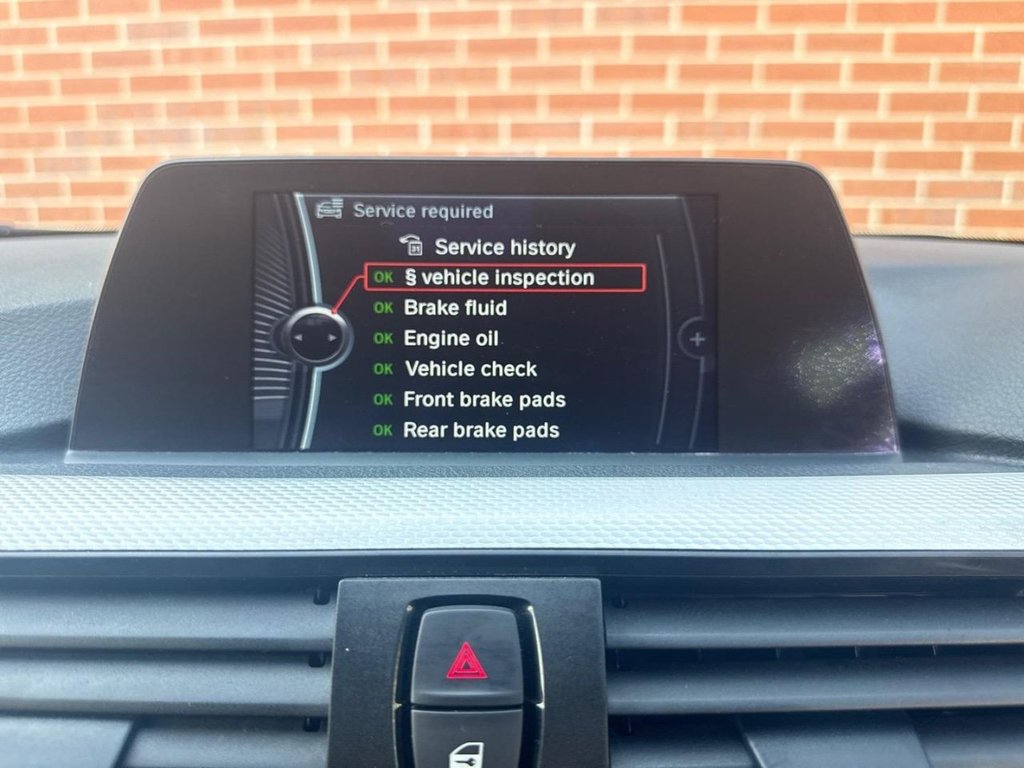 Service required
Service history
OK § vehicle inspection
OK Brake fluid
OK Engine oil
OK Vehicle check
OK Front brake pads
OK Rear brake pads